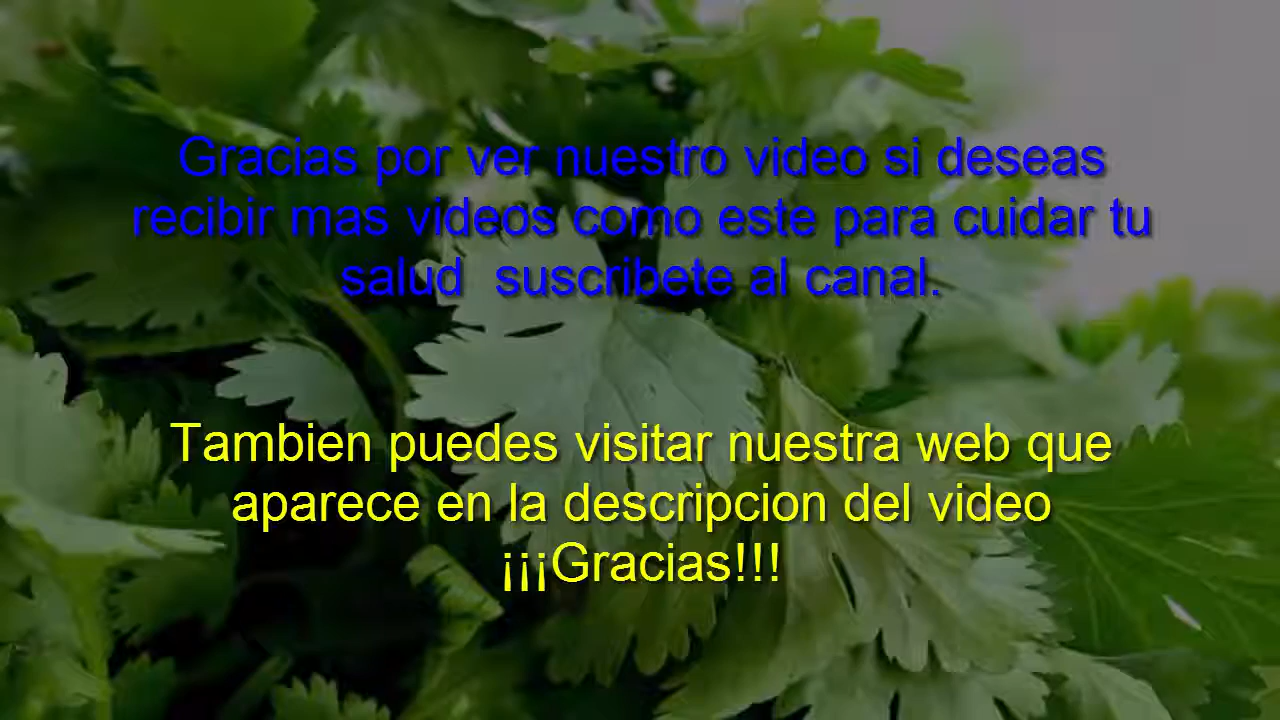 Gracias por ver nuestro video si deseas
recibir mas videos como este para cuidar tu
salud  suscribete al canal.
Tambien puedes visitar nuestra web que
aparece en la descripcion del video
¡¡¡Gracias!!!